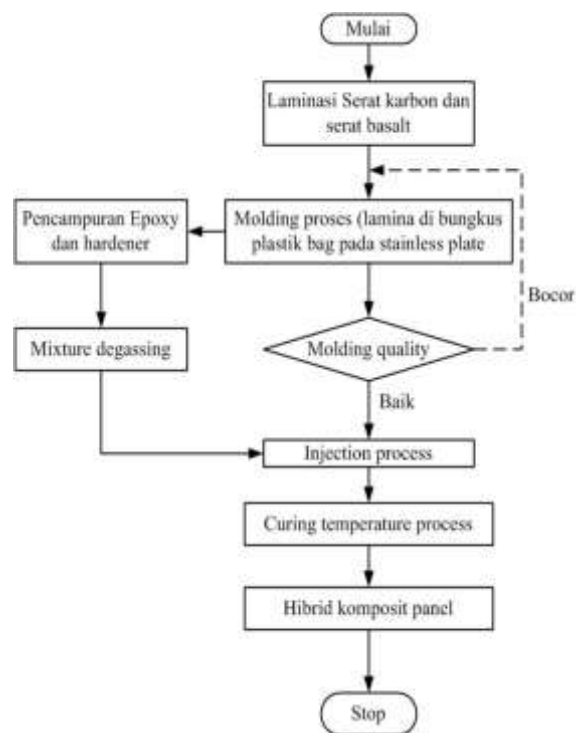 Mulai
Laminasi Serat karbon dan
serat basalt
Pencampuran Epoxy
dan hardener
Molding proses (lamina di bungkus
plastik bag pada stainless plate
Bocor
Mixture degassing
Molding quality
Baik
Injection process
Curing temperature process
Hibrid komposit panel
Stop